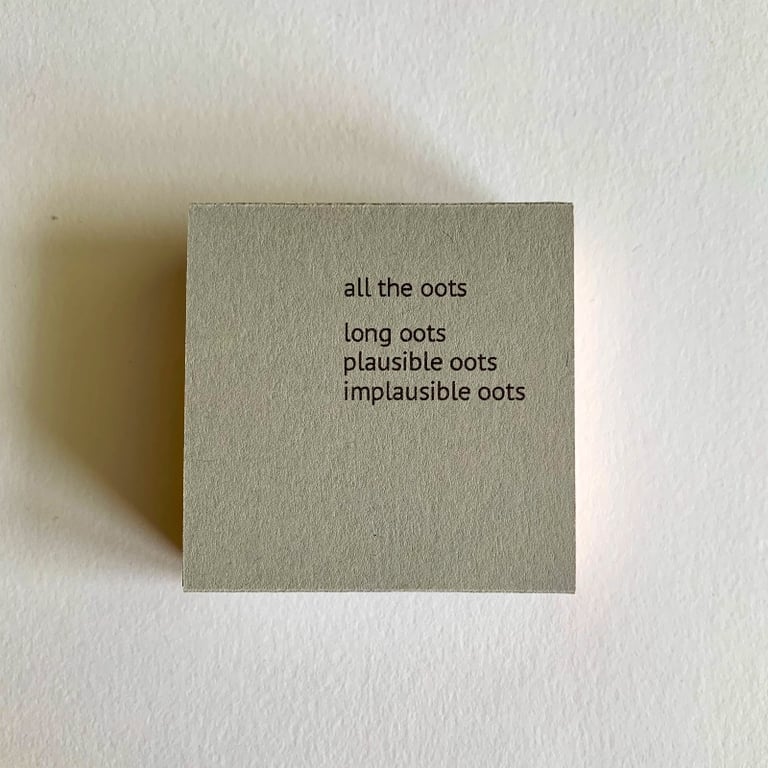 all the oots
long oots
plausible oots
implausible oots